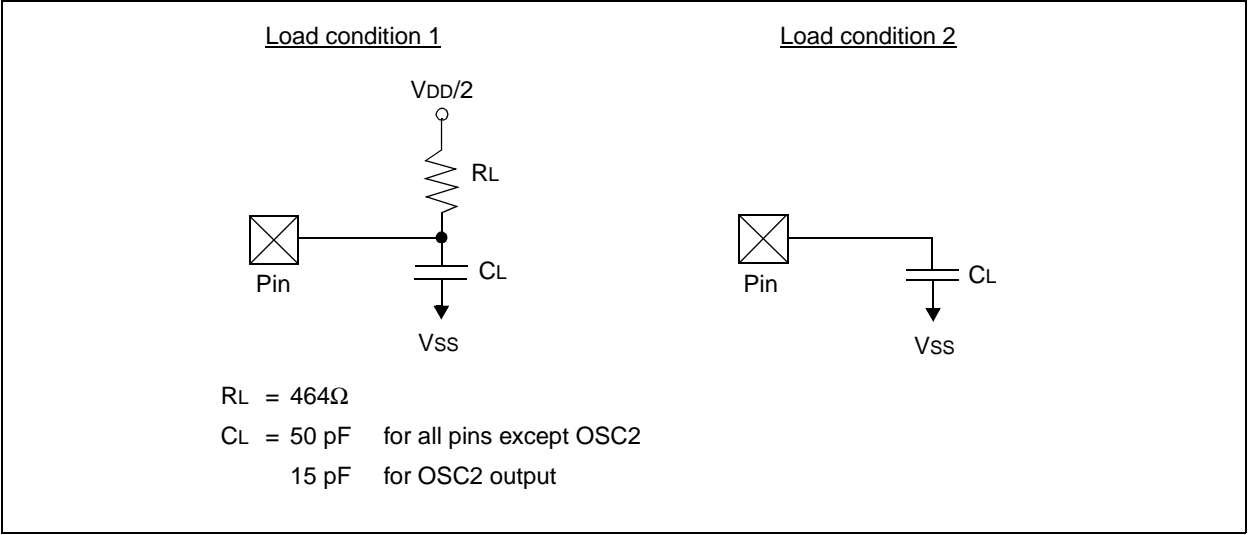 Load condition 1
VDD/2
RL
Pin
CL
VSS
Load condition 2
Pin
CL
VSS
RL = 464Ω
CL = 50 pF for all pins except OSC2
15 pF for OSC2 output